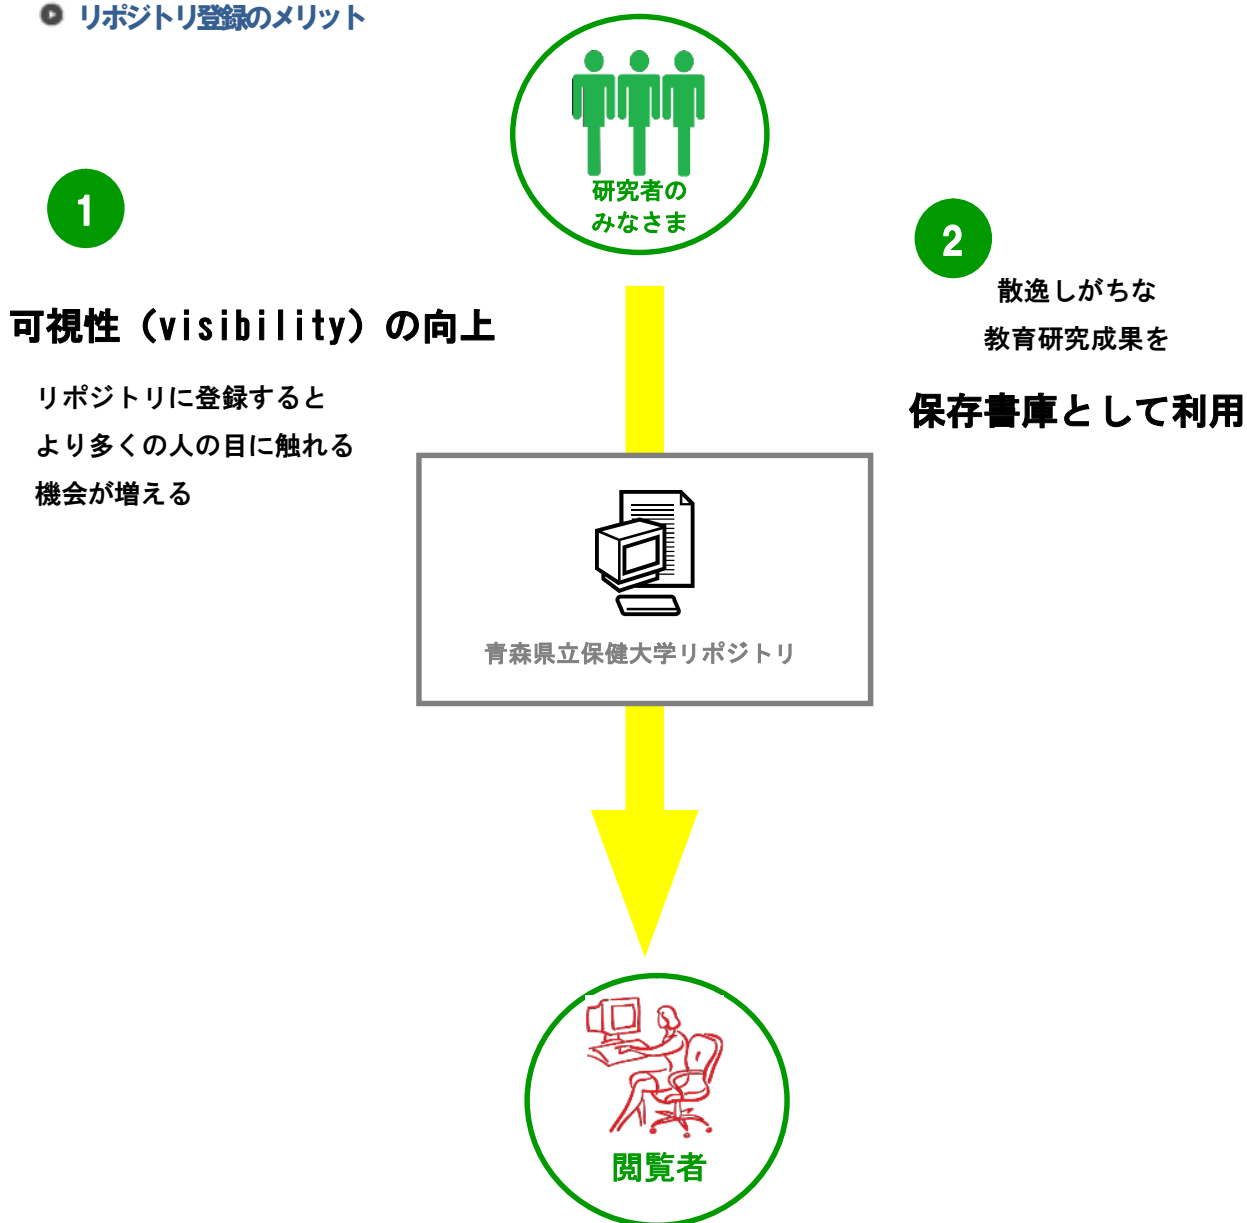 リポジトリ登録のメリット
研究者の
みなさま
1
可視性（visibility）の向上
リポジトリに登録すると
より多くの人の目に触れる
機会が増える
2
散逸しがちな
教育研究成果を
保存書庫として利用
青森県立保健大学リポジトリ
閲覧者